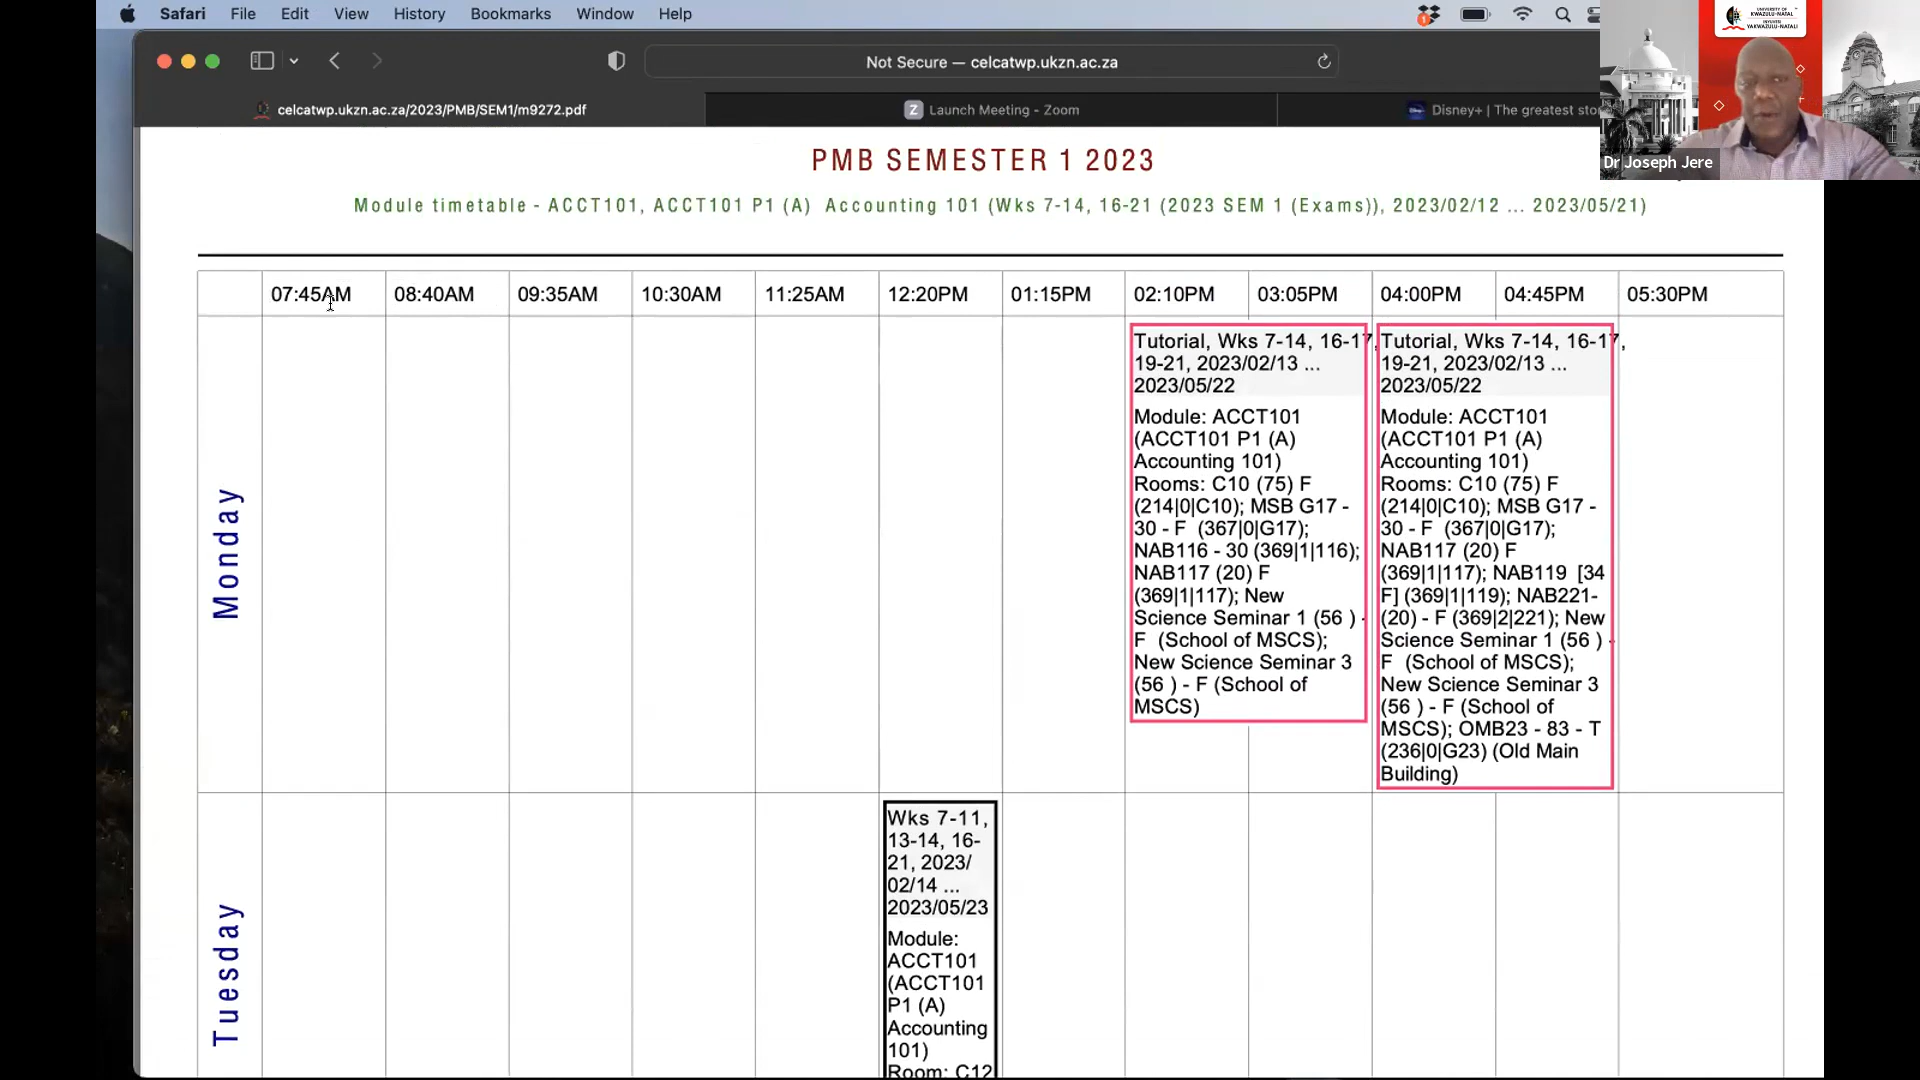 Safari File Edit View History Bookmarks Window Help
1
Not Secure — celcatwp.ukzn.ac.za
celcatwp.ukzn.ac.za/2023/PMB/SEM1/m9272.pdf
Z Launch Meeting - Zoom
Disney+ | The greatest sto
UNIVERSITY OF
KWAZULU-NATAL
INYUVESI
YAKWAZULU-NATALI
Dr Joseph Jere
PMB SEMESTER 1 2023
Module timetable - ACCT101, ACCT101 P1 (A) Accounting 101 (Wks 7-14, 16-21 (2023 SEM 1 (Exams)), 2023/02/12 ... 2023/05/21)
07:45AM 08:40AM 09:35AM 10:30AM 11:25AM 12:20PM 01:15PM 02:10PM 03:05PM 04:00PM 04:45PM 05:30PM
Monday
Tutorial, Wks 7-14, 16-17,
19-21, 2023/02/13 ...
2023/05/22
Module: ACCT101
(ACCT101 P1 (A)
Accounting 101)
Rooms: C10 (75) F
(214|0|C10); MSB G17 -
30 - F (367|0|G17);
NAB116 - 30 (369|1|116);
NAB117 (20) F
(369|1|117); New
Science Seminar 1 (56 ) -
F (School of MSCS);
New Science Seminar 3
(56 ) - F (School of
MSCS)
Tutorial, Wks 7-14, 16-17,
19-21, 2023/02/13 ...
2023/05/22
Module: ACCT101
(ACCT101 P1 (A)
Accounting 101)
Rooms: C10 (75) F
(214|0|C10); MSB G17 -
30 - F (367|0|G17);
NAB117 (20) F
(369|1|117); NAB119 [34
F] (369|1|119); NAB221-
(20) - F (369|2|221); New
Science Seminar 1 (56 ) -
F (School of MSCS);
New Science Seminar 3
(56 ) - F (School of
MSCS); OMB23 - 83 - T
(236|0|G23) (Old Main
Building)
Tuesday
Wks 7-11,
13-14, 16-
21, 2023/
02/14 ...
2023/05/23
Module:
ACCT101
(ACCT101
P1 (A)
Accounting
101)
Room: C12